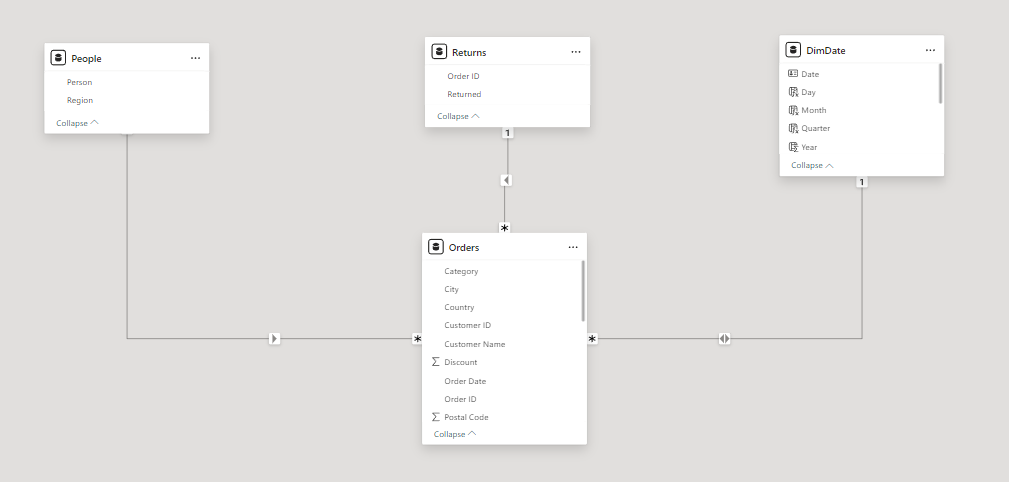 People
Person
Region
Collapse
Returns
Order ID
Returned
Collapse
1
*
DimDate
Date
Day
Month
Quarter
Year
Collapse
1
*
*
Orders
Category
City
Country
Customer ID
Customer Name
Σ Discount
Order Date
Order ID
Σ Postal Code
Collapse